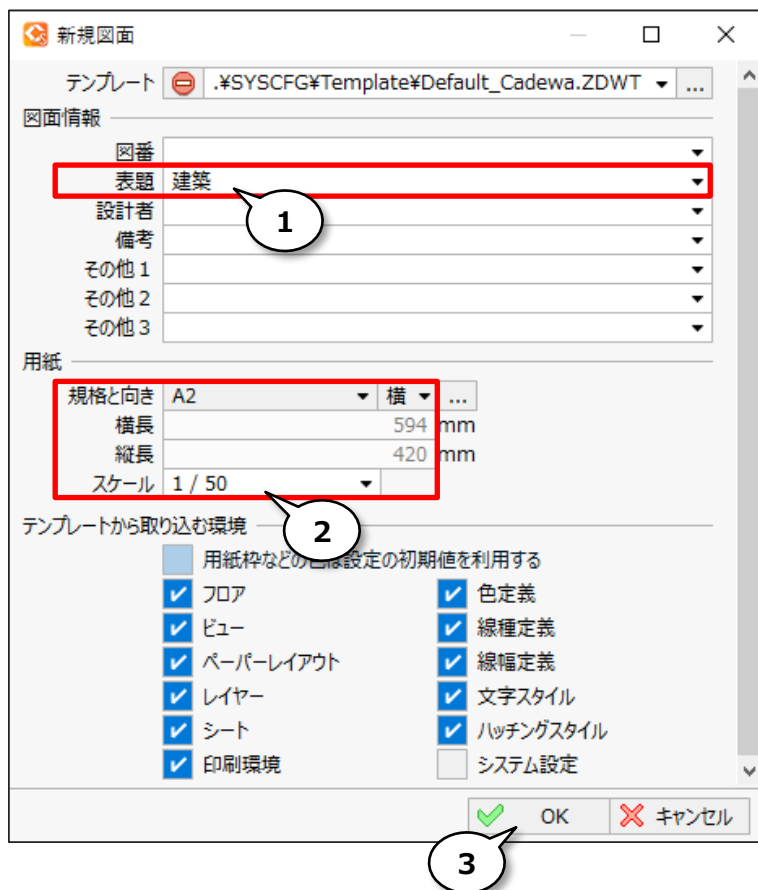 新規図面
テンプレート .¥SYSCFG¥Template¥Default_Cadewa.ZDWT ...
図面情報
図番
表題 建築
1
設計者
備考
その他 1
その他 2
その他 3
用紙
規格と向き A2 横 ...
横長 594 mm
縦長 420 mm
スケール 1 / 50
2
テンプレートから取り込む環境
用紙枠などの色は設定の初期値を利用する
フロア 色定義
ビュー 線種定義
ペーパーレイアウト 線幅定義
レイヤー 文字スタイル
シート ハッチングスタイル
印刷環境 システム設定
OK キャンセル
3